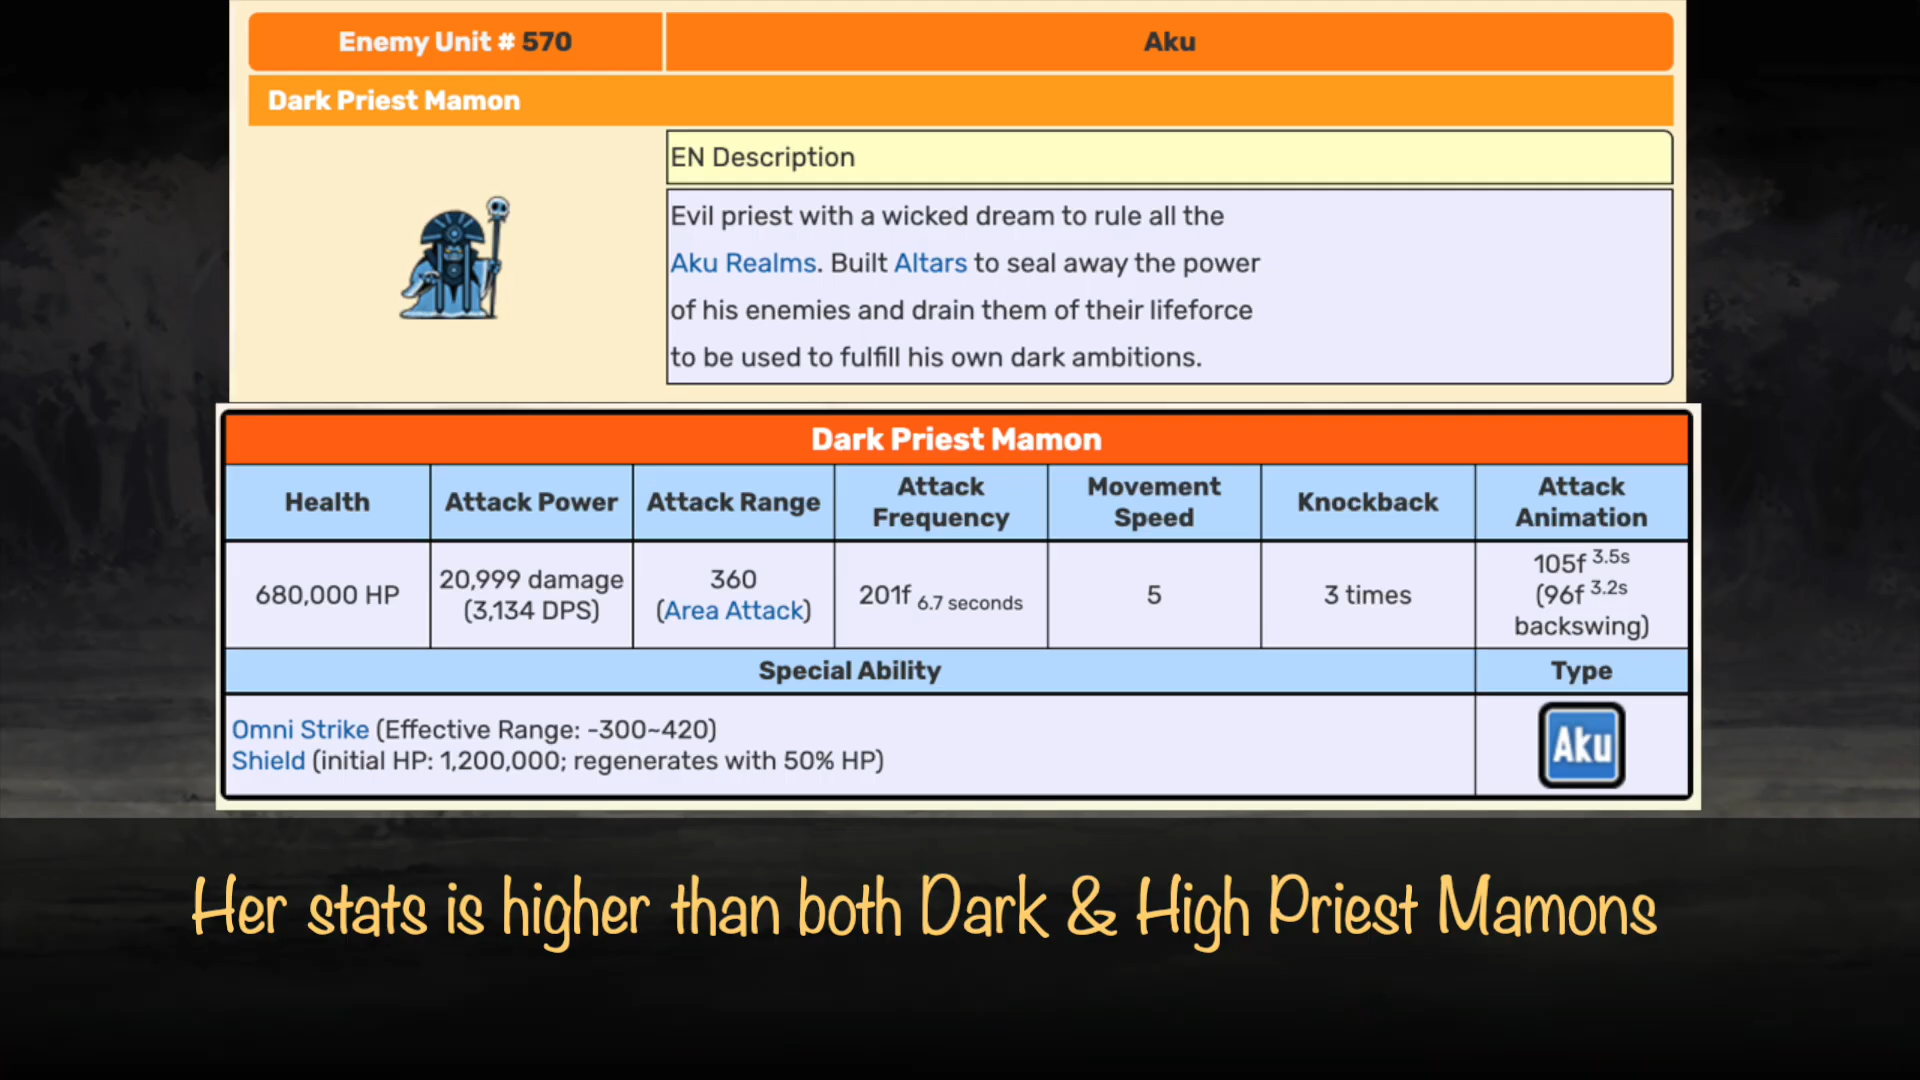 Enemy Unit # 570
Aku
Dark Priest Mamon
EN Description
Evil priest with a wicked dream to rule all the
Aku Realms. Built Altars to seal away the power
of his enemies and drain them of their lifeforce
to be used to fulfill his own dark ambitions.
Dark Priest Mamon
Health
Attack Power
Attack Range
Attack
Frequency
Movement
Speed
Knockback
Attack
Animation
680,000 HP
20,999 damage
(3,134 DPS)
360
(Area Attack)
201f 6.7 seconds
5
3 times
105f 3.5s
(96f 3.2s
backswing)
Special Ability
Type
Omni Strike (Effective Range: -300~420)
Shield (initial HP: 1,200,000; regenerates with 50% HP)
Aku
Her stats is higher than both Dark & High Priest Mamons